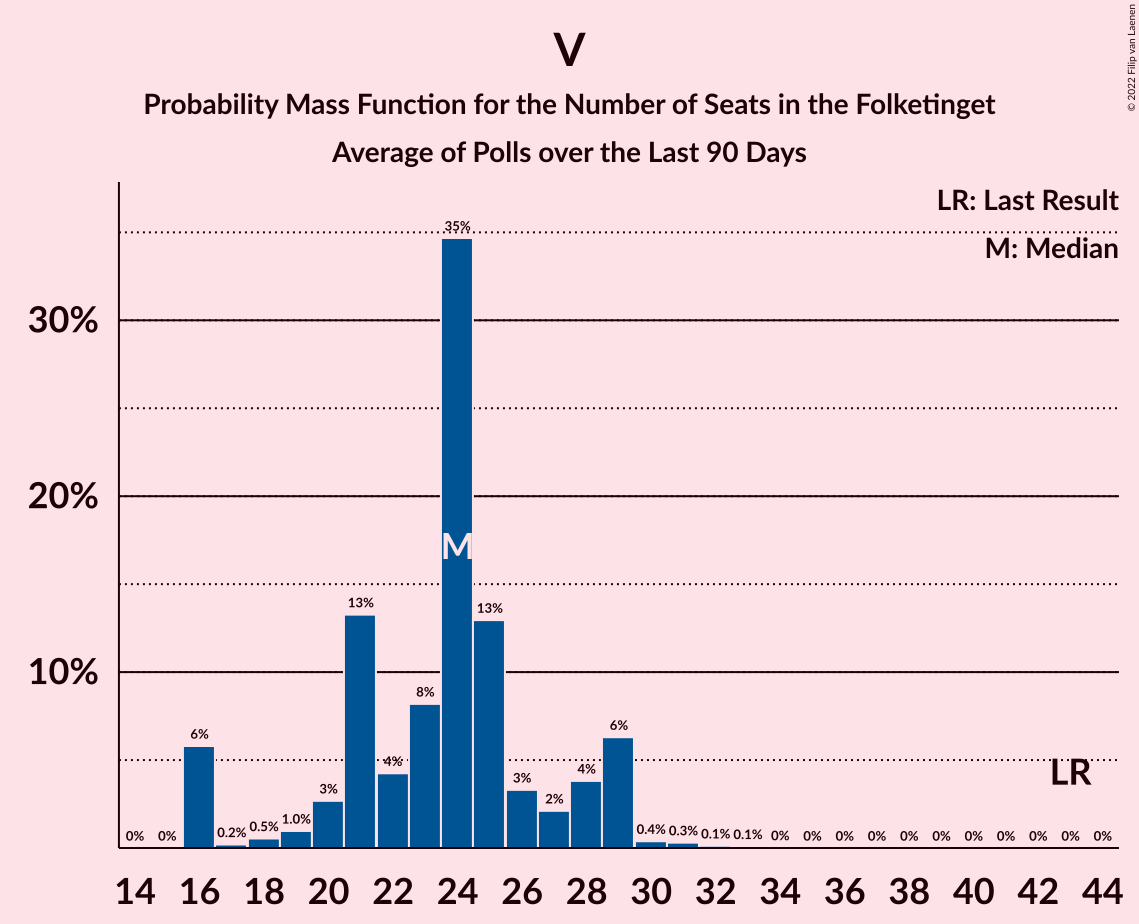 V
Probability Mass Function for the Number of Seats in the Folketinget
Average of Polls over the Last 90 Days
© 2022 Filip van Laenen
LR: Last Result
M: Median
30%
20%
10%
0% 0% 6% 0.2% 0.5% 1.0% 3% 13% 4% 8% 35% 13% 3% 2% 4% 6% 0.4% 0.3% 0.1% 0.1% 0% 0% 0% 0% 0% 0% 0% 0% 0% 0% 0%
M
LR
14 16 18 20 22 24 26 28 30 32 34 36 38 40 42 44